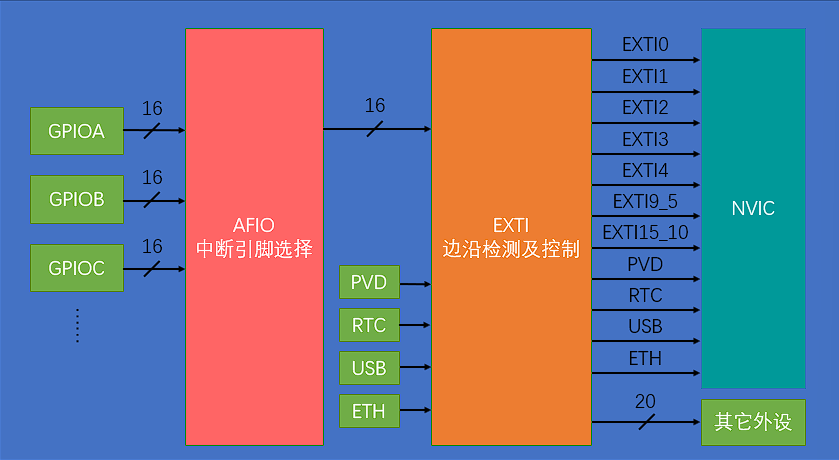 GPIOA
16
GPIOB
16
GPIOC
16
AFIO
中断引脚选择
16
PVD
RTC
USB
ETH
EXTI
边沿检测及控制
EXTI0
EXTI1
EXTI2
EXTI3
EXTI4
EXTI9_5
EXTI15_10
PVD
RTC
USB
ETH
20
NVIC
其它外设